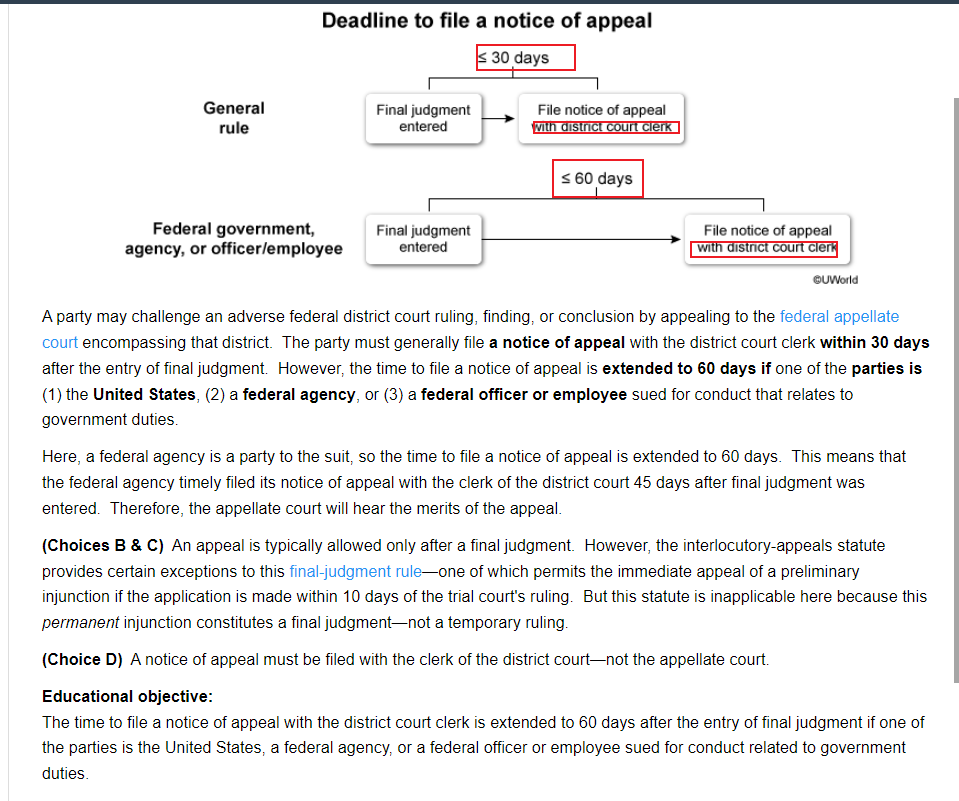 Deadline to file a notice of appeal
≤ 30 days
General
rule
Final judgment
entered
File notice of appeal
with district court clerk
≤ 60 days
Federal government,
agency, or officer/employee
Final judgment
entered
File notice of appeal
with district court clerk
©UWorld
A party may challenge an adverse federal district court ruling, finding, or conclusion by appealing to the federal appellate
court encompassing that district. The party must generally file a notice of appeal with the district court clerk within 30 days
after the entry of final judgment. However, the time to file a notice of appeal is extended to 60 days if one of the parties is
(1) the United States, (2) a federal agency, or (3) a federal officer or employee sued for conduct that relates to
government duties.
Here, a federal agency is a party to the suit, so the time to file a notice of appeal is extended to 60 days. This means that
the federal agency timely filed its notice of appeal with the clerk of the district court 45 days after final judgment was
entered. Therefore, the appellate court will hear the merits of the appeal.
(Choices B & C) An appeal is typically allowed only after a final judgment. However, the interlocutory-appeals statute
provides certain exceptions to this final-judgment rule—one of which permits the immediate appeal of a preliminary
injunction if the application is made within 10 days of the trial court's ruling. But this statute is inapplicable here because this
permanent injunction constitutes a final judgment—not a temporary ruling.
(Choice D) A notice of appeal must be filed with the clerk of the district court—not the appellate court.
Educational objective:
The time to file a notice of appeal with the district court clerk is extended to 60 days after the entry of final judgment if one of
the parties is the United States, a federal agency, or a federal officer or employee sued for conduct related to government
duties.